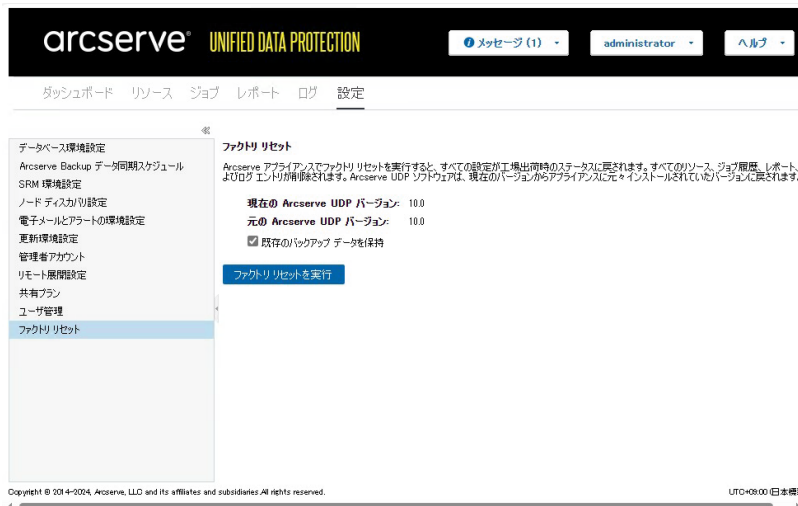 arcserve® UNIFIED DATA PROTECTION
メッセージ (1)
administrator
ヘルプ
ダッシュボード リソース ジョブ レポート ログ 設定
データベース環境設定
Arcserve Backup データ同期スケジュール
SRM 環境設定
ノード ディスカバリ設定
電子メールとアラートの環境設定
更新環境設定
管理者アカウント
リモート展開設定
共有プラン
ユーザ管理
ファクトリ リセット
ファクトリ リセット
Arcserve アプライアンスでファクトリ リセットを実行すると、すべての設定が工場出荷時のステータスに戻されます。すべてのリソース、ジョブ履歴、レポート、
よびログ エントリが削除されます。Arcserve UDP ソフトウェアは、現在のバージョンからアプライアンスに元々インストールされていたバージョンに戻されます。
現在の Arcserve UDP バージョン: 10.0
元の Arcserve UDP バージョン: 10.0
既存のバックアップ データを保持
ファクトリ リセットを実行
Copyright © 2014-2024, Arcserve, LLC and its affiliates and subsidiaries.All rights reserved.
UTC+09:00 (日本標